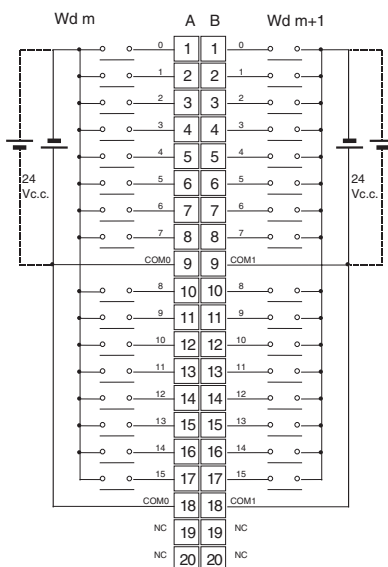 Wd m A B Wd m+1
0 1 1 0
1 2 2 1
2 3 3 2
3 4 4 3
4 5 5 4
24 Vc.c. 5 6 6 5 24 Vc.c.
6 7 7 6
7 8 8 7
COM0 9 9 COM1
8 10 10 8
9 11 11 9
10 12 12 10
11 13 13 11
12 14 14 12
13 15 15 13
14 16 16 14
15 17 17 15
COM0 18 18 COM1
NC 19 19 NC
NC 20 20 NC